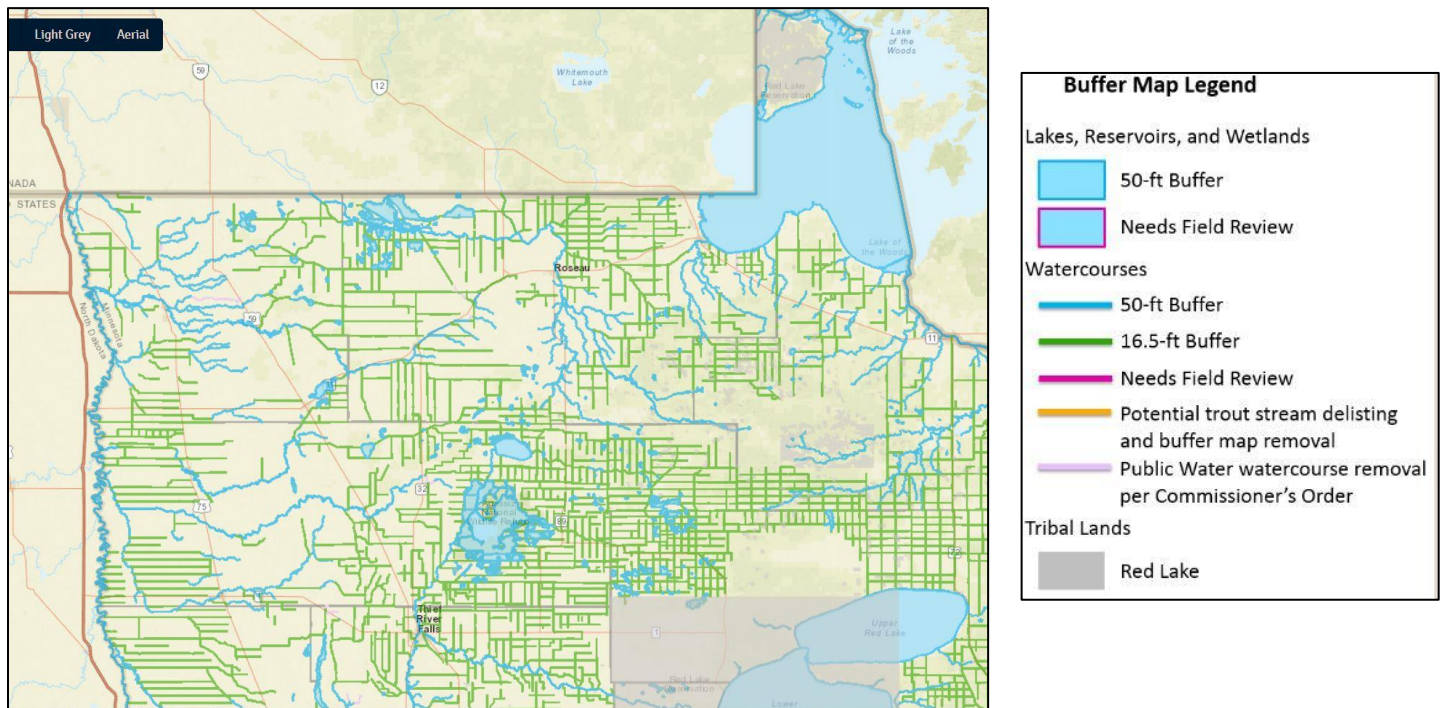 Light Grey Aerial
59
12
Whitemouth
Lake
Lake
of the
Woods
Red Lake
Reservation
NADA
STATES
Lake of
the Woods
Roseau
Minnesota
North Dakota
59
11
32
75
National
Wildlife Refuge
89
72
Thief
River
Falls
1
Upper
Red Lake
Red Lake
Reservation
Lower
Buffer Map Legend
Lakes, Reservoirs, and Wetlands
50-ft Buffer
Needs Field Review
Watercourses
50-ft Buffer
16.5-ft Buffer
Needs Field Review
Potential trout stream delisting
and buffer map removal
Public Water watercourse removal
per Commissioner's Order
Tribal Lands
Red Lake